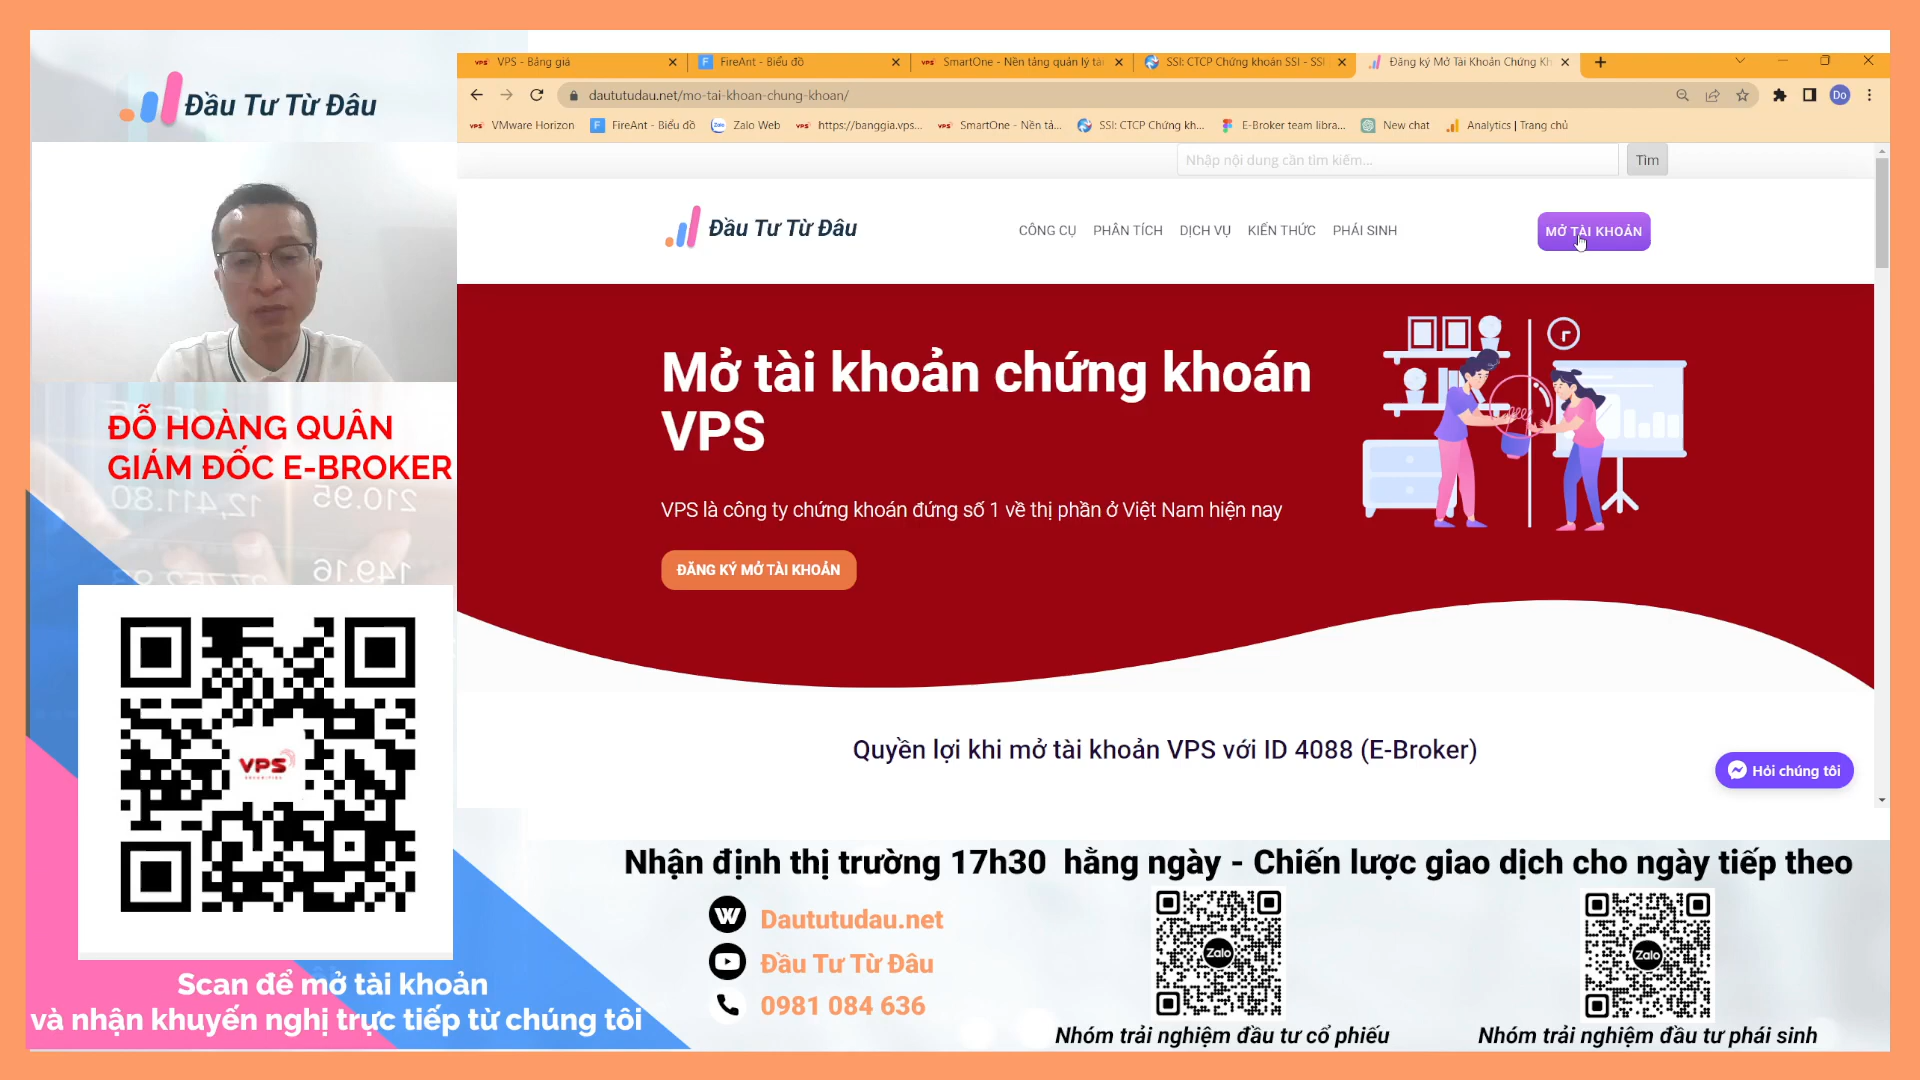 Đầu Tư Từ Đâu
ĐỖ HOÀNG QUÂN
GIÁM ĐỐC E-BROKER
VPS
Scan để mở tài khoản
và nhận khuyến nghị trực tiếp từ chúng tôi
VPS - Bảng giá
FireAnt - Biểu đồ
SmartOne - Nền tảng quản lý tà
SSI: CTCP Chứng khoán SSI - SSI
Đăng ký Mở Tài Khoản Chứng Kh
daututudau.net/mo-tai-khoan-chung-khoan/
Do
VMware Horizon
FireAnt - Biểu đồ
Zalo Web
https://banggia.vps...
SmartOne - Nền tả...
SSI: CTCP Chứng kh...
E-Broker team libra...
New chat
Analytics | Trang chủ
Nhập nội dung cần tìm kiếm...
Tìm
Đầu Tư Từ Đâu
CÔNG CỤ
PHÂN TÍCH
DỊCH VỤ
KIẾN THỨC
PHÁI SINH
MỞ TÀI KHOẢN
Mở tài khoản chứng khoán
VPS
VPS là công ty chứng khoán đứng số 1 về thị phần ở Việt Nam hiện nay
ĐĂNG KÝ MỞ TÀI KHOẢN
Quyền lợi khi mở tài khoản VPS với ID 4088 (E-Broker)
Hỏi chúng tôi
Nhận định thị trường 17h30 hằng ngày - Chiến lược giao dịch cho ngày tiếp theo
Daututudau.net
Đầu Tư Từ Đâu
0981 084 636
Zalo
Nhóm trải nghiệm đầu tư cổ phiếu
Zalo
Nhóm trải nghiệm đầu tư phái sinh